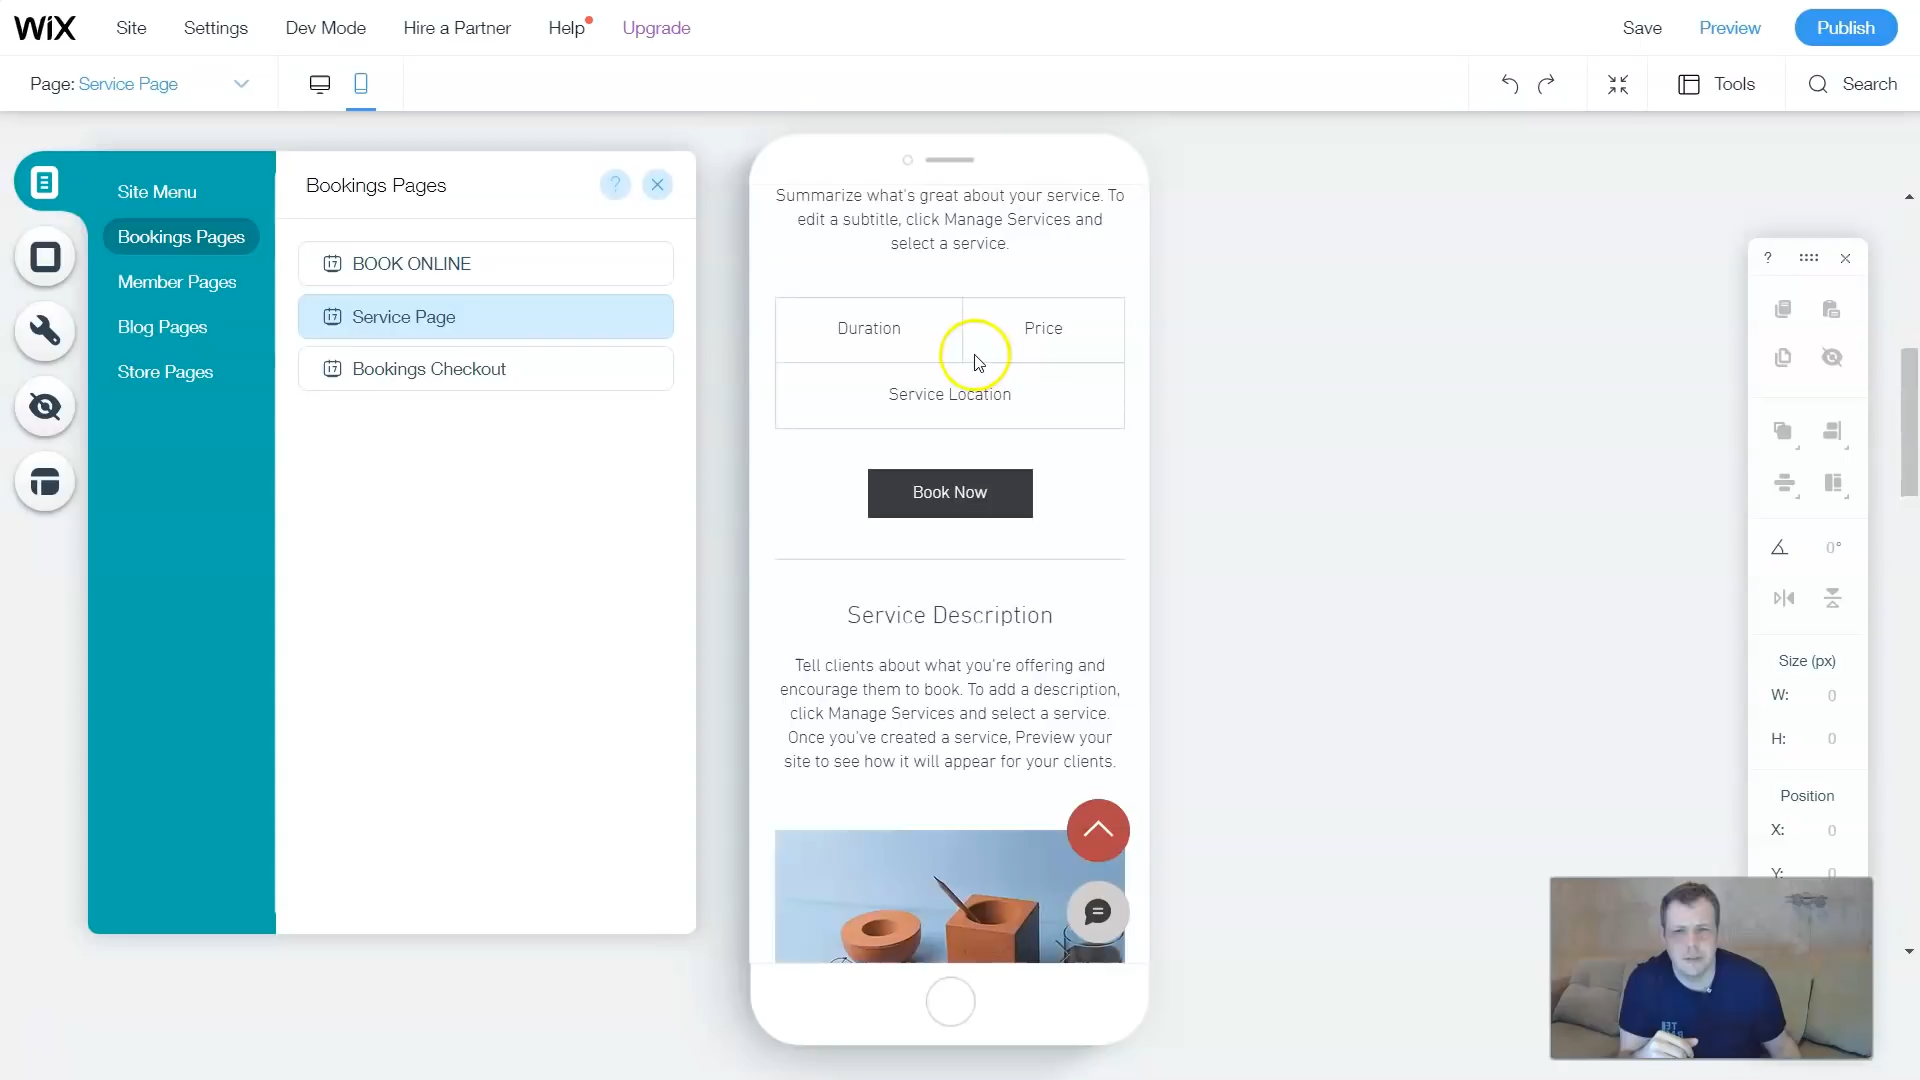 WiX
Site
Settings
Dev Mode
Hire a Partner
Help
Upgrade
Save
Preview
Publish
Page: Service Page
Tools
Search
Site Menu
Bookings Pages
Member Pages
Blog Pages
Store Pages
Bookings Pages
?
BOOK ONLINE
17
Service Page
17
Bookings Checkout
17
Summarize what's great about your service. To
edit a subtitle, click Manage Services and
select a service.
Duration
Price
Service Location
Book Now
Service Description
Tell clients about what you're offering and
encourage them to book. To add a description,
click Manage Services and select a service.
Once you've created a service, Preview your
site to see how it will appear for your clients.
?
0°
Size (px)
W: 0
H: 0
Position
X: 0
Y: 0